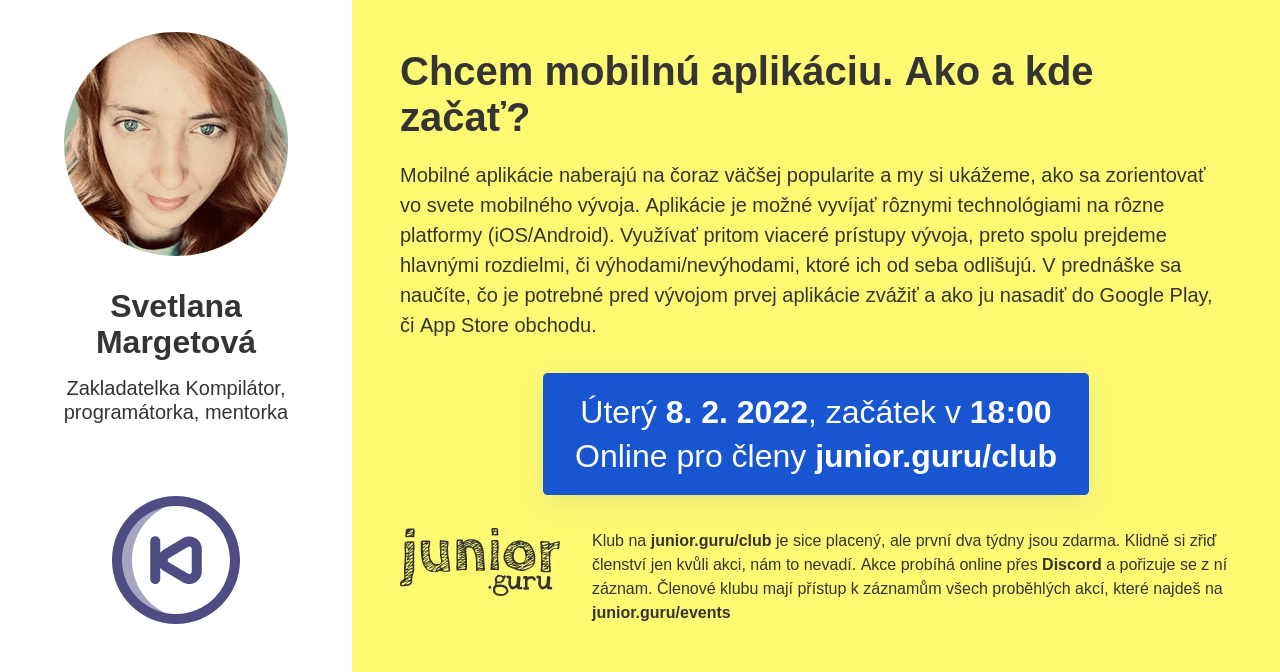 Svetlana
Margetová
Zakladatelka Kompilátor,
programátorka, mentorka
Chcem mobilnú aplikáciu. Ako a kde
začať?
Mobilné aplikácie naberajú na čoraz väčšej popularite a my si ukážeme, ako sa zorientovať
vo svete mobilného vývoja. Aplikácie je možné vyvíjať rôznymi technológiami na rôzne
platformy (iOS/Android). Využívať pritom viaceré prístupy vývoja, preto spolu prejdeme
hlavnými rozdielmi, či výhodami/nevýhodami, ktoré ich od seba odlišujú. V prednáške sa
naučíte, čo je potrebné pred vývojom prvej aplikácie zvážiť a ako ju nasadiť do Google Play,
či App Store obchodu.
Úterý 8. 2. 2022, začátek v 18:00
Online pro členy junior.guru/club
junior
.guru
Klub na junior.guru/club je sice placený, ale první dva týdny jsou zdarma. Klidně si zřiď
členství jen kvůli akci, nám to nevadí. Akce probíhá online přes Discord a pořizuje se z ní
záznam. Členové klubu mají přístup k záznamům všech proběhlých akcí, které najdeš na
junior.guru/events